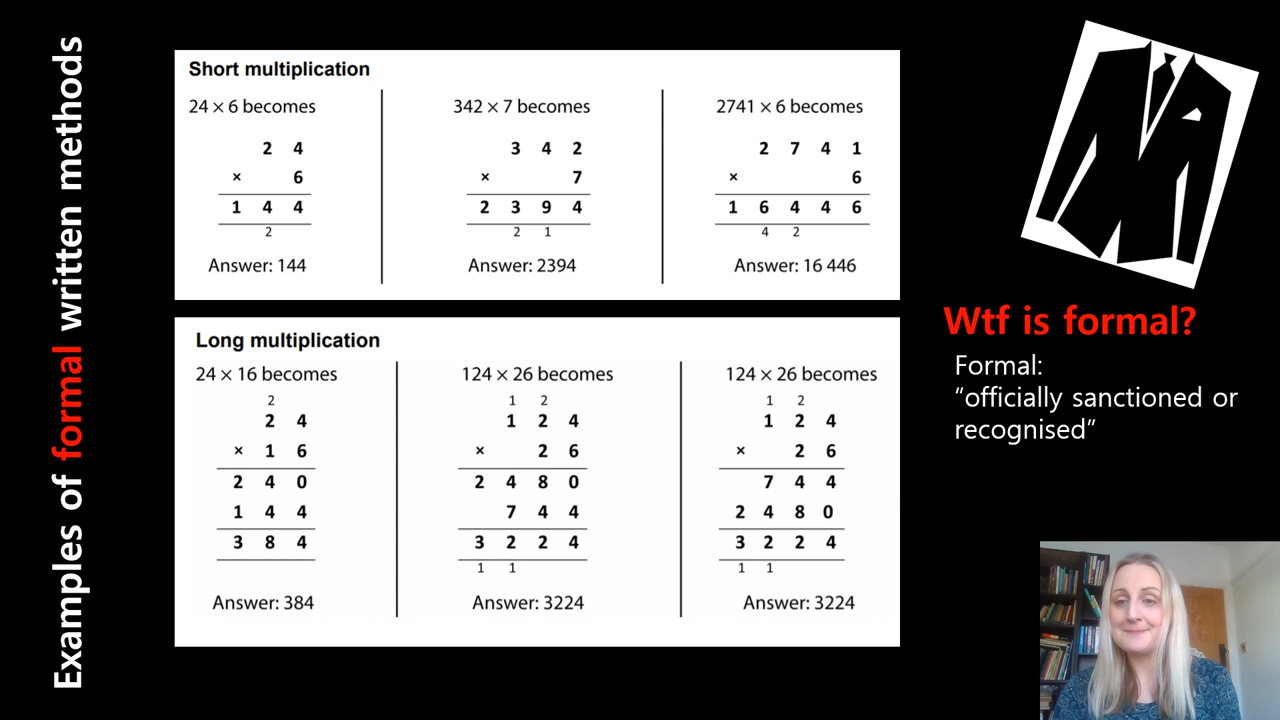 Examples of formal written methods
Short multiplication
24 × 6 becomes
2 4
× 6
1 4 4
2
Answer: 144
342 × 7 becomes
3 4 2
× 7
2 3 9 4
2 1
Answer: 2394
2741 × 6 becomes
2 7 4 1
× 6
1 6 4 4 6
4 2
Answer: 16 446
Long multiplication
24 × 16 becomes
2
2 4
× 1 6
2 4 0
1 4 4
3 8 4
Answer: 384
124 × 26 becomes
1 2
1 2 4
× 2 6
2 4 8 0
7 4 4
3 2 2 4
1 1
Answer: 3224
124 × 26 becomes
1 2
1 2 4
× 2 6
7 4 4
2 4 8 0
3 2 2 4
1 1
Answer: 3224
Wtf is formal?
Formal:
“officially sanctioned or
recognised”